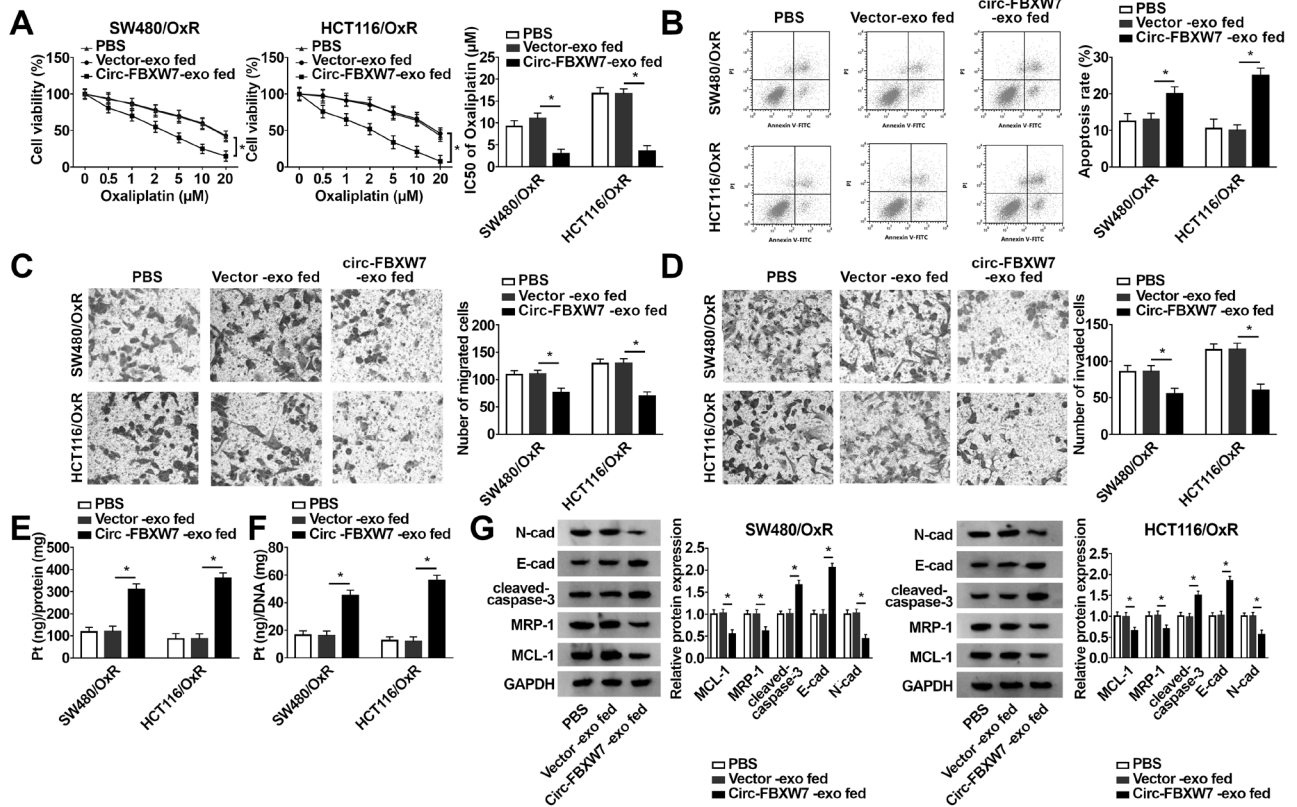 A
SW480/OxR
PBS
Vector-exo fed
Circ-FBXW7-exo fed
Cell viability (%)
150
100
50
0
0 0.5 1 2 5 10 20
Oxaliplatin (μM)
*
HCT116/OxR
PBS
Vector-exo fed
Circ-FBXW7-exo fed
Cell viability (%)
150
100
50
0
0 0.5 1 2 5 10 20
Oxaliplatin (μM)
*
PBS
Vector-exo fed
Circ-FBXW7-exo fed
IC50 of Oxaliplatin (μM)
25
20
15
10
5
0
* *
SW480/OxR HCT116/OxR
B
PBS Vector-exo fed circ-FBXW7
-exo fed
SW480/OxR
PI PI PI
Annexin V-FITC Annexin V-FITC Annexin V-FITC
HCT116/OxR
PI PI PI
Annexin V-FITC Annexin V-FITC Annexin V-FITC
PBS
Vector -exo fed
Circ-FBXW7 -exo fed
Apoptosis rate (%)
30
20
10
0
* *
SW480/OxR HCT116/OxR
C
PBS Vector -exo fed circ-FBXW7
-exo fed
SW480/OxR
HCT116/OxR
PBS
Vector -exo fed
Circ-FBXW7 -exo fed
Nuber of migrated cells
200
150
100
50
0
* *
SW480/OxR HCT116/OxR
D
PBS Vector -exo fed circ-FBXW7
-exo fed
SW480/OxR
HCT116/OxR
PBS
Vector -exo fed
Circ-FBXW7 -exo fed
Number of invaded cells
150
100
50
0
* *
SW480/OxR HCT116/OxR
E
PBS
Vector -exo fed
Circ -FBXW7 -exo fed
Pt (ng)/protein (mg)
500
400
300
200
100
0
* *
SW480/OxR HCT116/OxR
F
PBS
Vector -exo fed
Circ -FBXW7 -exo fed
Pt (ng)/DNA (mg)
80
60
40
20
0
* *
SW480/OxR HCT116/OxR
G
N-cad
E-cad
cleaved-
caspase-3
MRP-1
MCL-1
GAPDH
PBS
Vector -exo fed
Circ-FBXW7 -exo fed
SW480/OxR
Relative protein expression
2.5
2.0
1.5
1.0
0.5
0.0
* * * * *
MCL-1 MRP-1 cleaved-
caspase-3 E-cad N-cad
PBS
Vector -exo fed
Circ-FBXW7 -exo fed
N-cad
E-cad
cleaved-
caspase-3
MRP-1
MCL-1
GAPDH
PBS
Vector -exo fed
Circ-FBXW7 -exo fed
HCT116/OxR
Relative protein expression
2.5
2.0
1.5
1.0
0.5
0.0
* * * * *
MCL-1 MRP-1 cleaved-
caspase-3 E-cad N-cad
PBS
Vector -exo fed
Circ-FBXW7 -exo fed